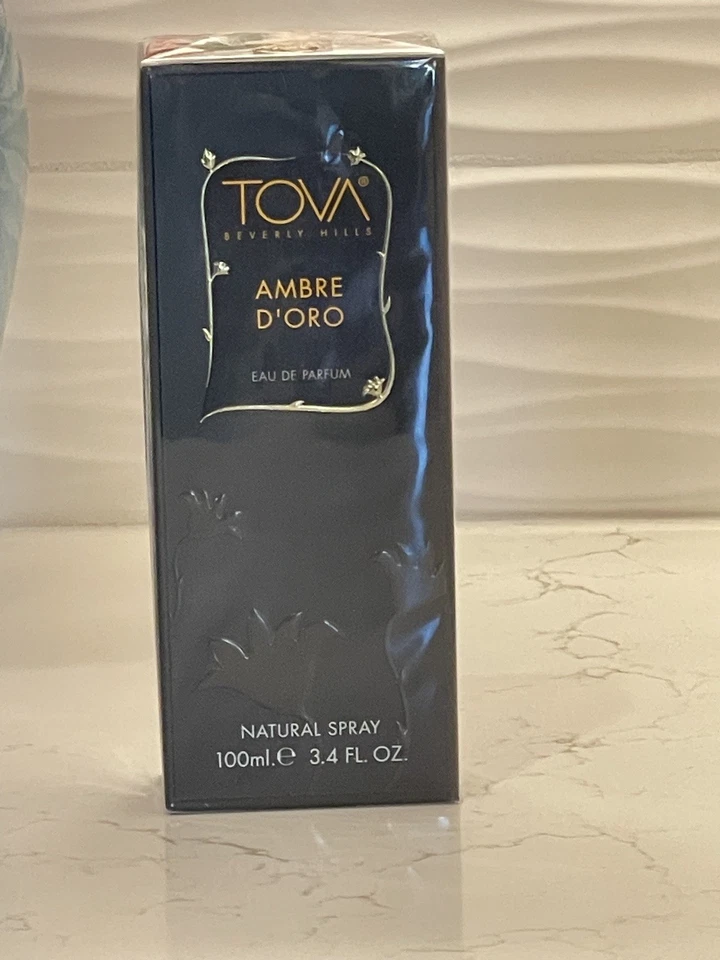 TOVA®
BEVERLY HILLS
AMBRE
D'ORO
EAU DE PARFUM
NATURAL SPRAY
100ml.℮ 3.4 FL. OZ.